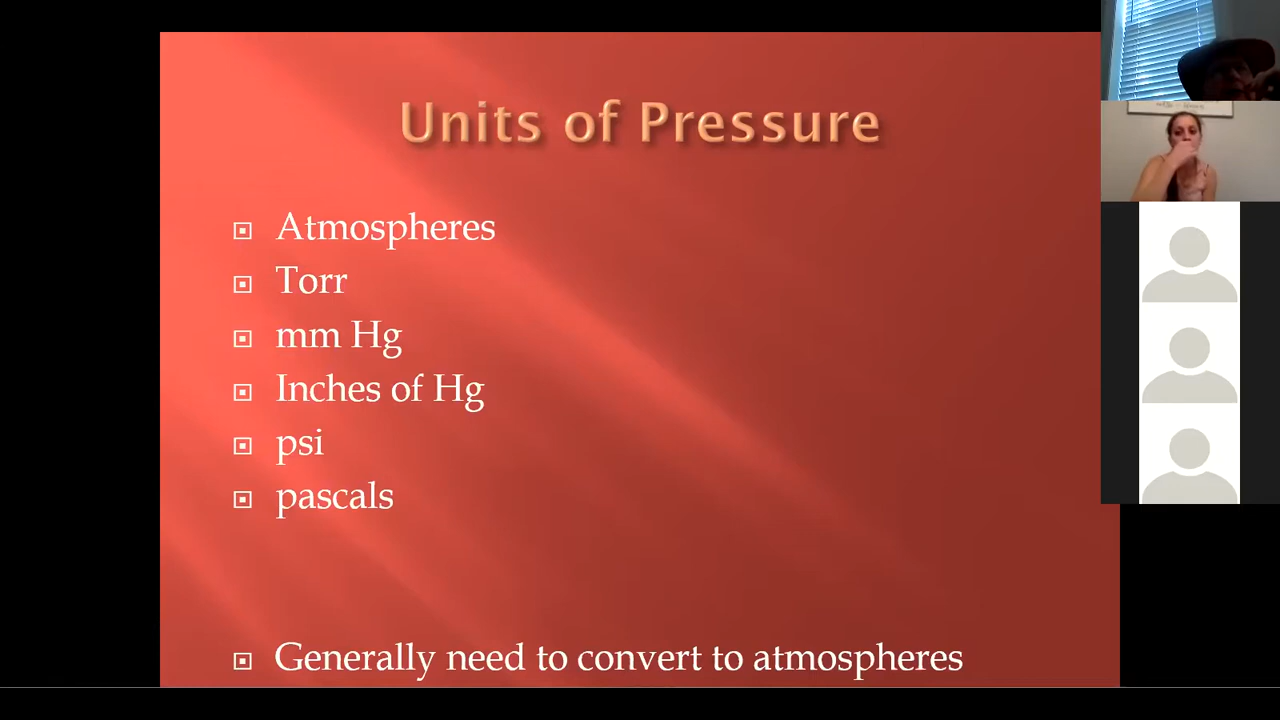 Units of Pressure
Atmospheres
Torr
mm Hg
Inches of Hg
psi
pascals
Generally need to convert to atmospheres